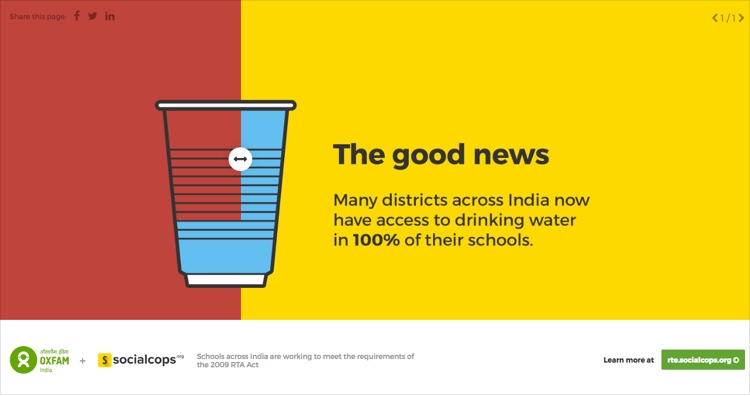 Share this page:
1 / 1
The good news
Many districts across India now
have access to drinking water
in 100% of their schools.
ऑक्सफैम इंडिया
OXFAM
India
+
socialcops.org
Schools across India are working to meet the requirements of
the 2009 RTA Act
Learn more at
rte.socialcops.org